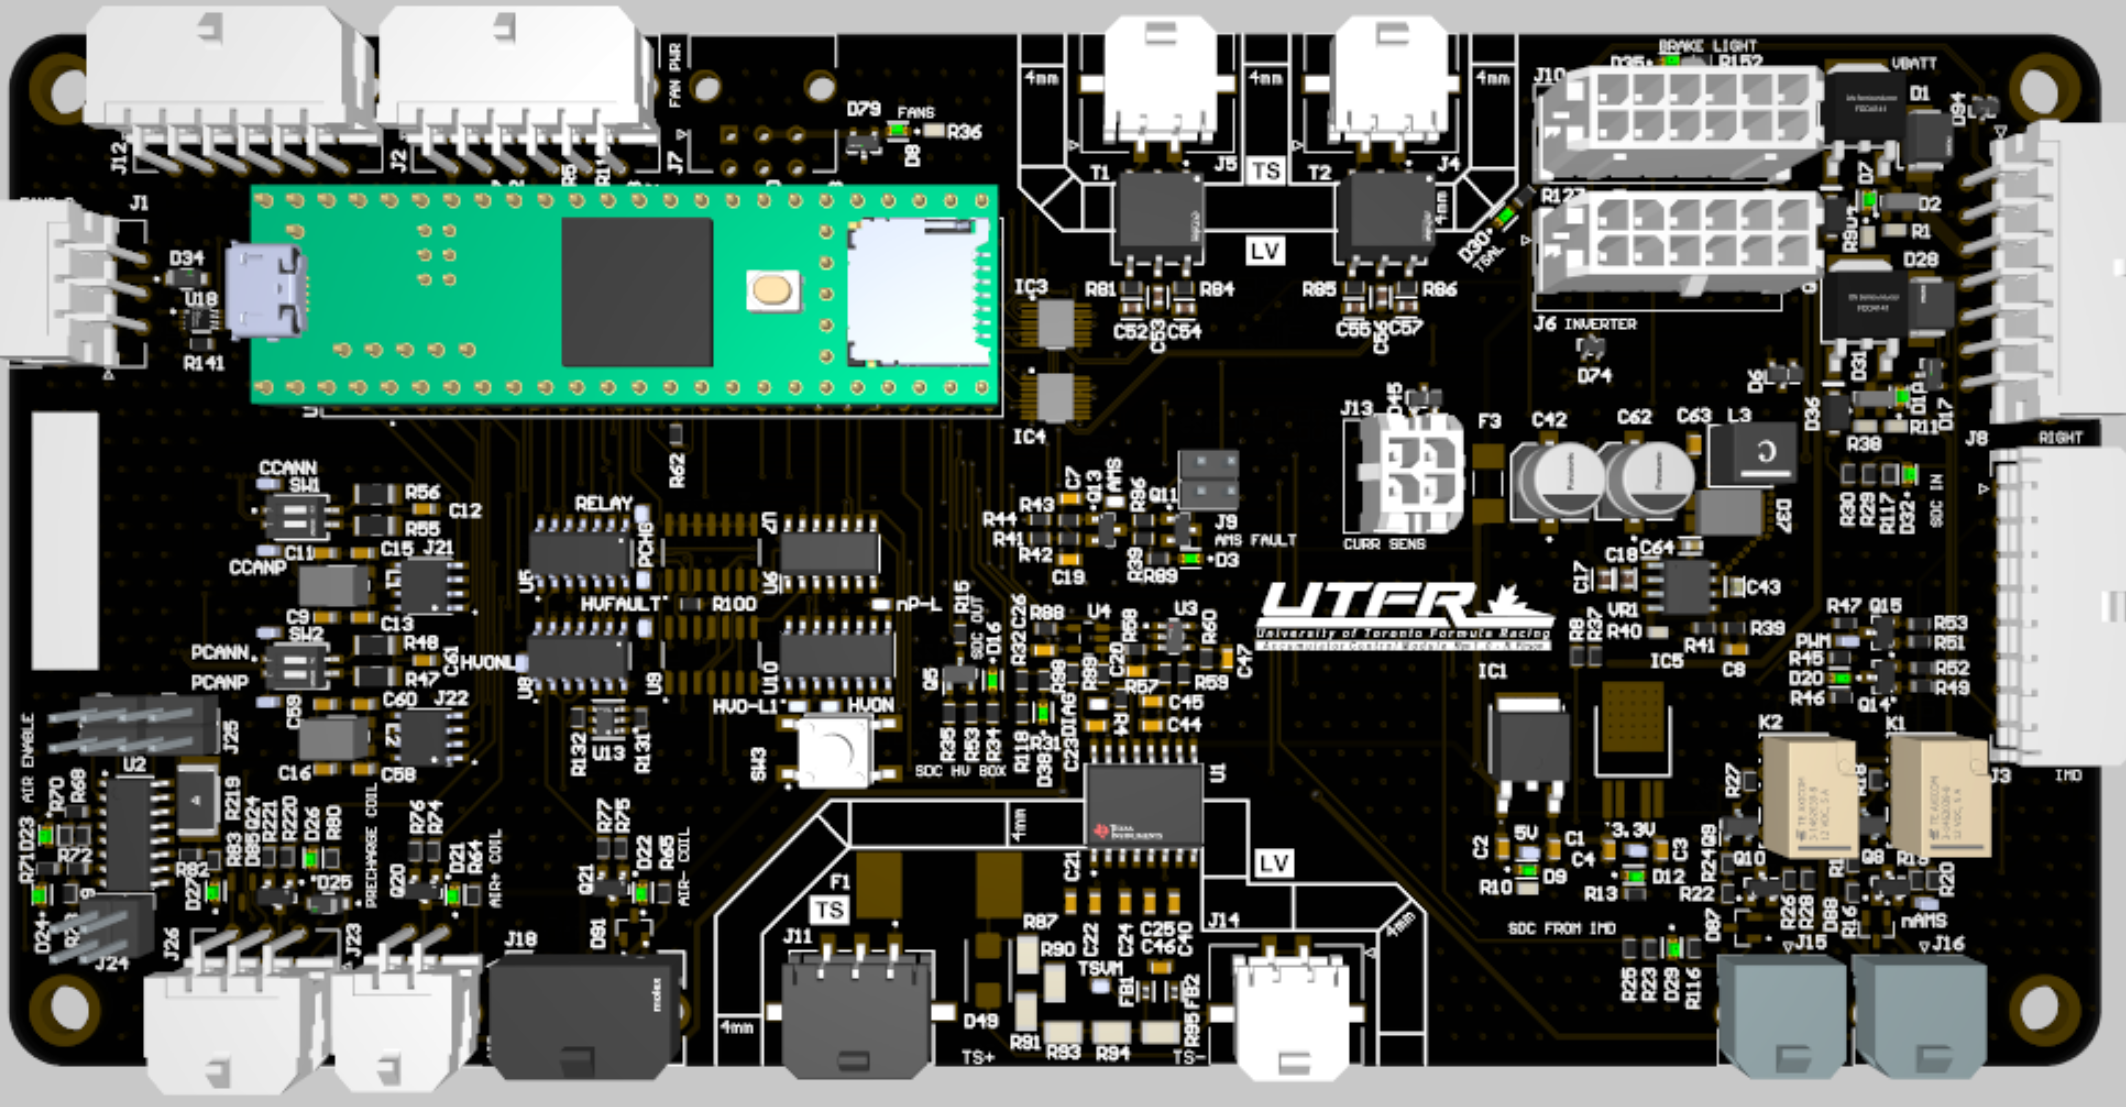 BRAKE LIGHT
D35
R152
VBATT
J10
D1
D94
FAN PWR
D79
FANS
R36
D8
4mm
4mm
4mm
J12
J2
J7
J5
J4
T1
TS
T2
4mm
R127
D7
D2
R1
J1
D30
TSAL
LV
D28
D34
U18
R141
IC3
R81
R84
R85
R86
C52
C53
C54
C55
C56
C57
J6 INVERTER
D74
D6
D31
D36
D17
R11
R38
IC4
J13
D45
F3
C42
C62
C63
L3
J8
RIGHT
R62
CCANN
SW1
R56
C12
R55
C11
C15
J21
CCANP
RELAY
PCHG
U7
U5
U6
C7
Q13
AMS
R96
Q11
R43
R44
R41
R42
C19
R39
R89
D3
J9
AMS FAULT
CURR SENS
D37
R30
R29
R117
D32
SDC IN
C64
C18
C17
C43
VR1
R40
R41
R39
C8
R8
R37
IC5
IC1
C9
C13
SW2
PCANN
PCANP
R48
C61
R47
C59
C60
J22
HVFAULT
R100
nP-L
HVONL
U8
U9
U10
HVO-L1
HVON
R15
SDC OUT
D16
Q5
C26
R32
R88
U4
R58
U3
R60
C47
R98
R99
C20
R57
R59
C45
C44
DIAG
R4
C23
UTFR
University of Toronto Formula Racing
R47
Q15
R53
R51
PWM
R45
D20
R46
R52
R49
Q14
K2
K1
J3
IMD
AIR ENABLE
J25
U2
C16
C58
R132
U13
R131
SW3
R35
R53
R34
R118
R31
D38
SDC HV BOX
U1
TEXAS INSTRUMENTS
4mm
R70
R68
D23
R71
R72
R219
R83
Q24
D85
R221
R220
D26
R80
R82
D27
D25
PRECHARGE COIL
R76
R74
Q20
D21
R64
AIR+ COIL
R77
R75
Q21
D22
R65
AIR- COIL
D91
D24
J24
J26
J23
J18
molex
F1
TS
J11
C21
LV
J14
4mm
R87
R90
C22
C24
C25
C46
C40
TSVM
FB1
FB2
D49
R91
R93
R94
R95
TS+
TS-
4mm
C2
5V
C1
C4
3.3V
C3
R10
D9
R13
D12
R27
Q9
R24
Q10
R22
Q8
R20
R26
R28
D88
R16
D87
nAMS
SDC FROM IMD
R25
R23
D29
R116
J15
J16